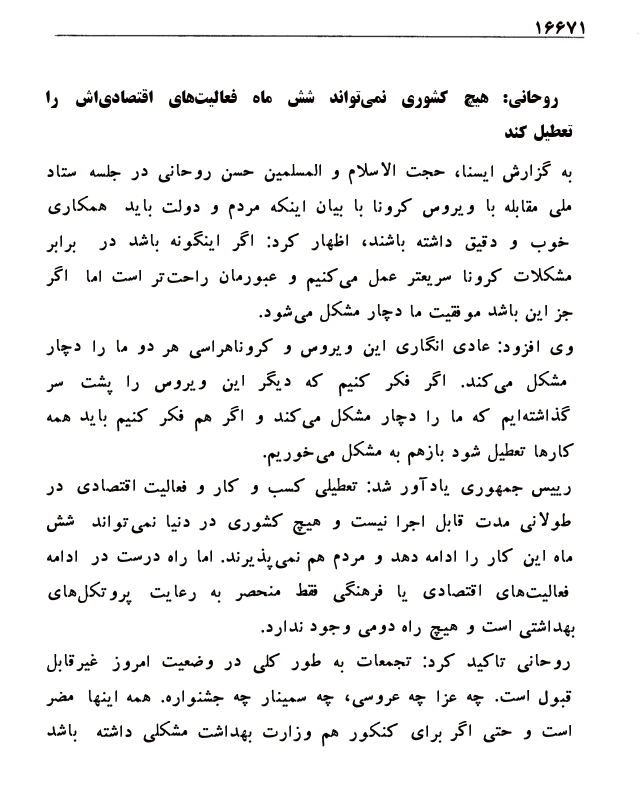 ۱۶۶۷۱
روحانی: هیچ کشوری نمی‌تواند شش ماه فعالیت‌های اقتصادی‌اش را
تعطیل کند
به گزارش ایسنا، حجت الاسلام و المسلمین حسن روحانی در جلسه ستاد
ملی مقابله با ویروس کرونا با بیان اینکه مردم و دولت باید همکاری
خوب و دقیق داشته باشند، اظهار کرد: اگر اینگونه باشد در برابر
مشکلات کرونا سریعتر عمل می‌کنیم و عبورمان راحت‌تر است اما اگر
جز این باشد موفقیت ما دچار مشکل می‌شود.
وی افزود: عادی انگاری این ویروس و کروناهراسی هر دو ما را دچار
مشکل می‌کند. اگر فکر کنیم که دیگر این ویروس را پشت سر
گذاشته‌ایم که ما را دچار مشکل می‌کند و اگر هم فکر کنیم باید همه
کارها تعطیل شود بازهم به مشکل می‌خوریم.
رییس جمهوری یادآور شد: تعطیلی کسب و کار و فعالیت اقتصادی در
طولانی مدت قابل اجرا نیست و هیچ کشوری در دنیا نمی‌تواند شش
ماه این کار را ادامه دهد و مردم هم نمی‌پذیرند. اما راه درست در ادامه
فعالیت‌های اقتصادی یا فرهنگی فقط منحصر به رعایت پروتکل‌های
بهداشتی است و هیچ راه دومی وجود ندارد.
روحانی تاکید کرد: تجمعات به طور کلی در وضعیت امروز غیرقابل
قبول است. چه عزا چه عروسی، چه سمینار چه جشنواره. همه اینها مضر
است و حتی اگر برای کنکور هم وزارت بهداشت مشکلی داشته باشد